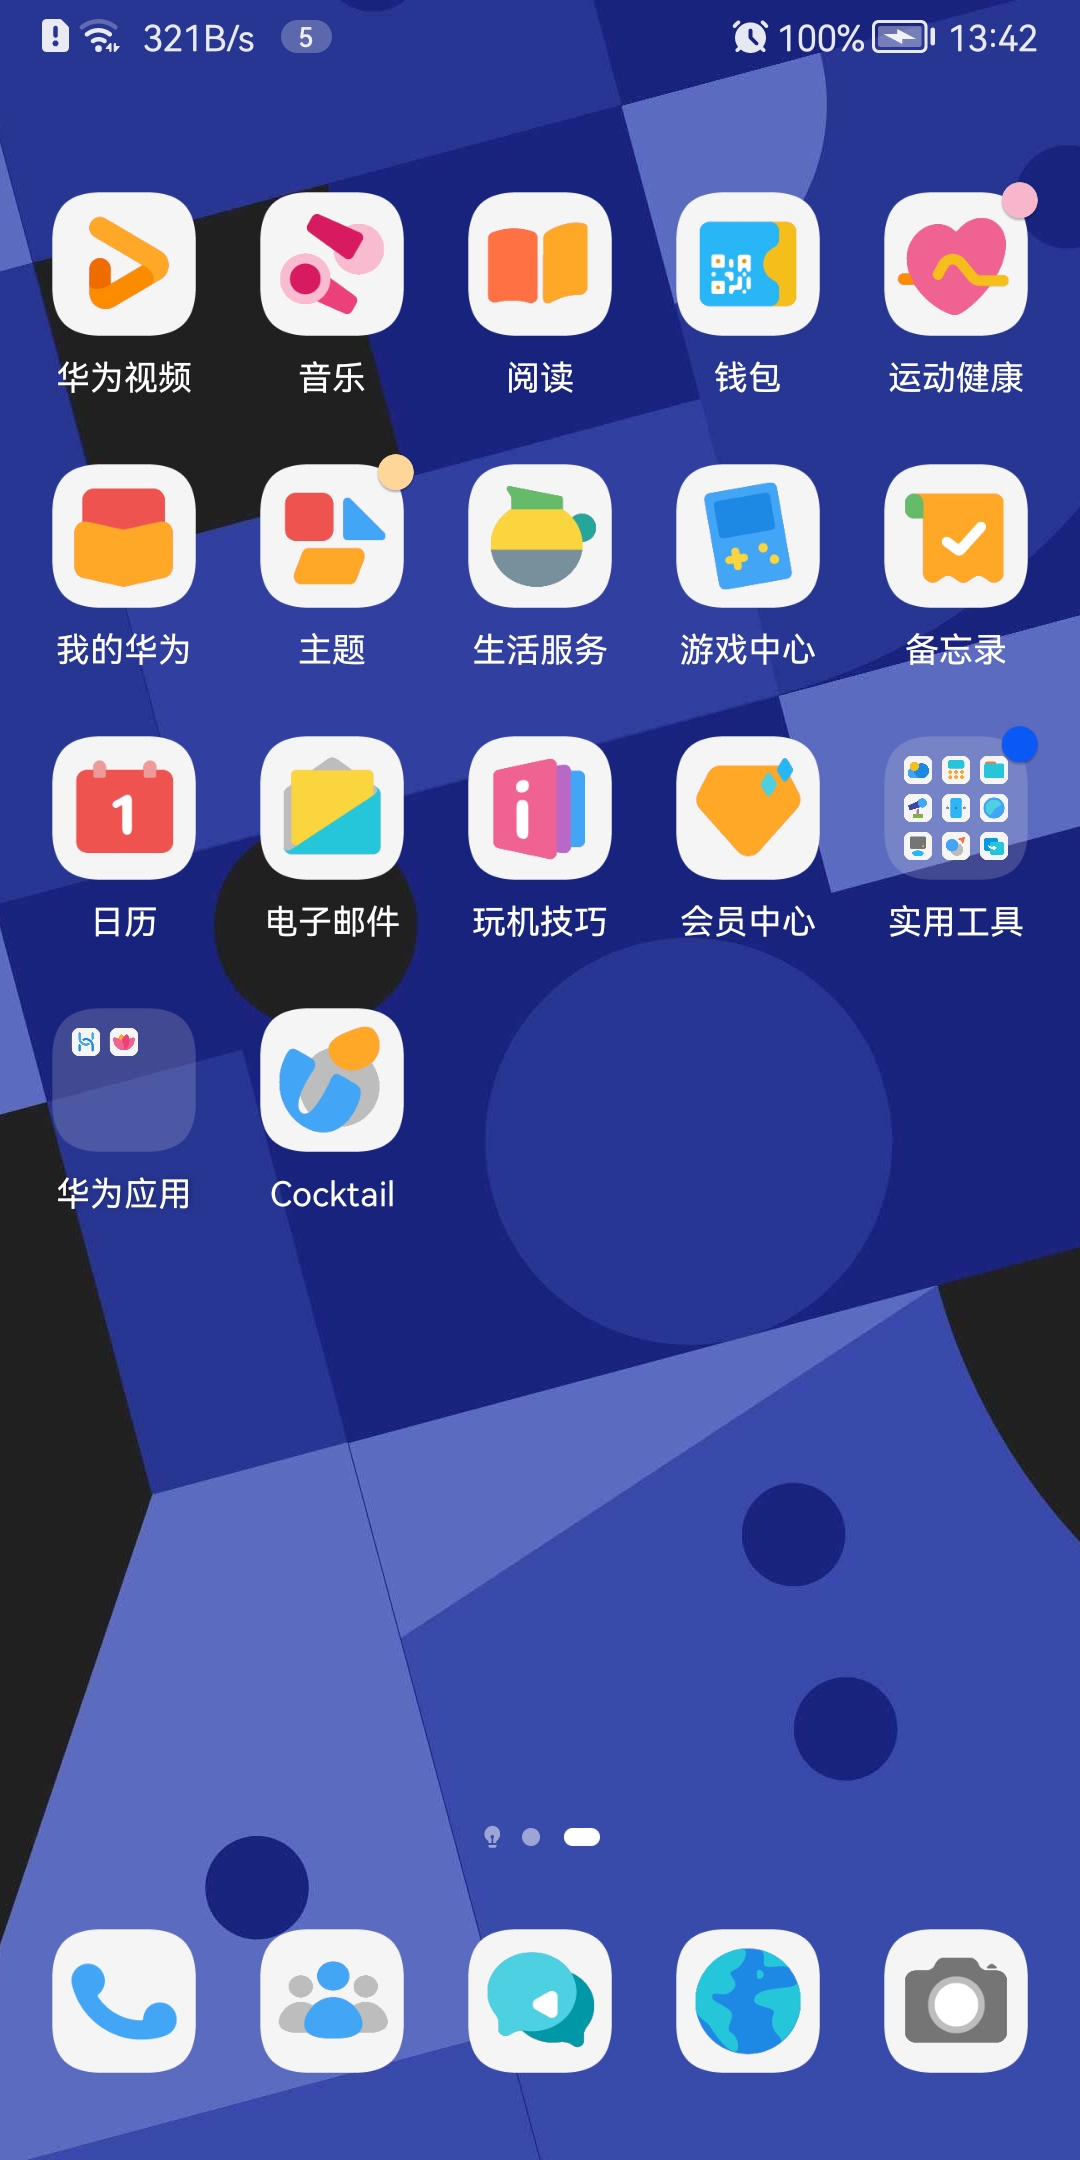 321B/s 5 100% 13:42
华为视频 音乐 阅读 钱包 运动健康
我的华为 主题 生活服务 游戏中心 备忘录
1 i
日历 电子邮件 玩机技巧 会员中心 实用工具
华为应用 Cocktail